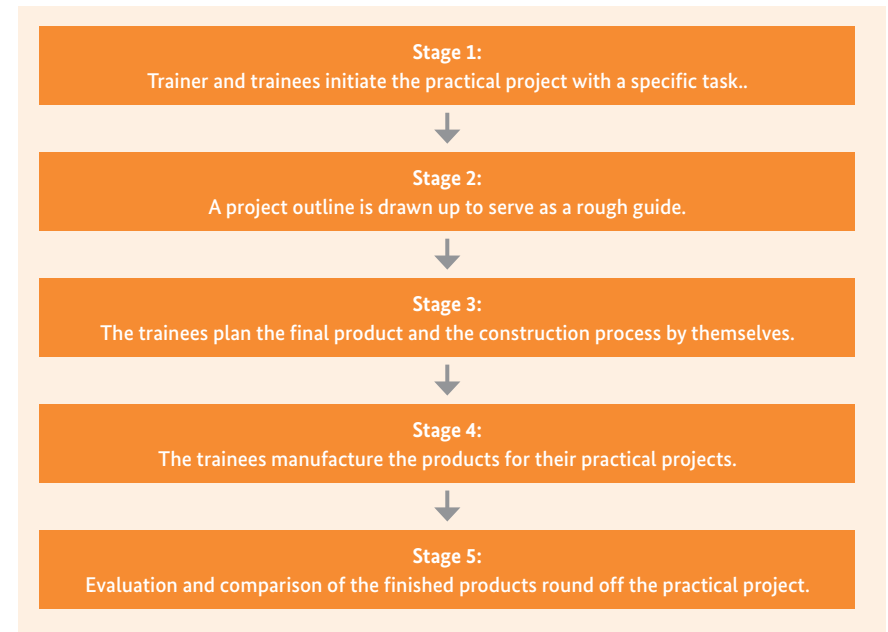 Stage 1:
Trainer and trainees initiate the practical project with a specific task..
Stage 2:
A project outline is drawn up to serve as a rough guide.
Stage 3:
The trainees plan the final product and the construction process by themselves.
Stage 4:
The trainees manufacture the products for their practical projects.
Stage 5:
Evaluation and comparison of the finished products round off the practical project.